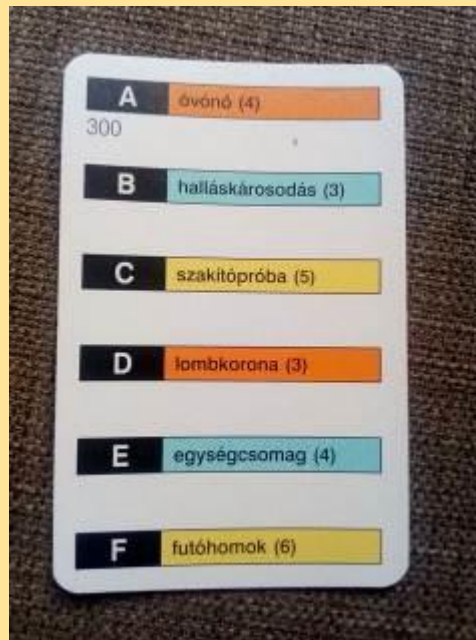 A óvónő (4)
300
B halláskárosodás (3)
C szakítópróba (5)
D lombkorona (3)
E egységcsomag (4)
F futóhomok (6)